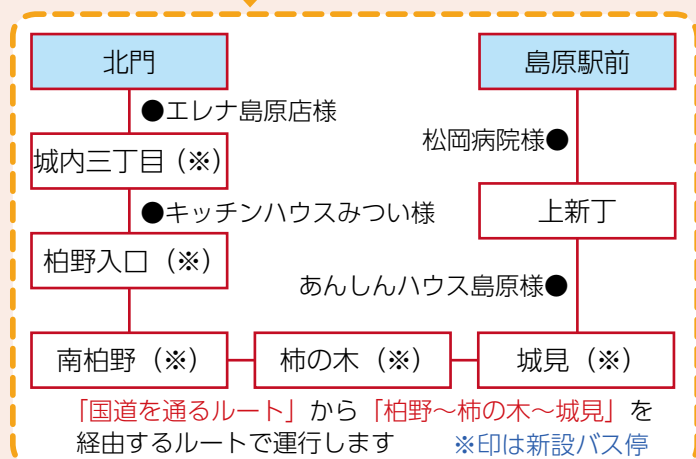 北門
●エレナ島原店様
城内三丁目（※）
●キッチンハウスみつい様
柏野入口（※）
南柏野（※）
柿の木（※）
城見（※）
あんしんハウス島原様●
上新丁
松岡病院様●
島原駅前
「国道を通るルート」から「柏野～柿の木～城見」を
経由するルートで運行します　※印は新設バス停